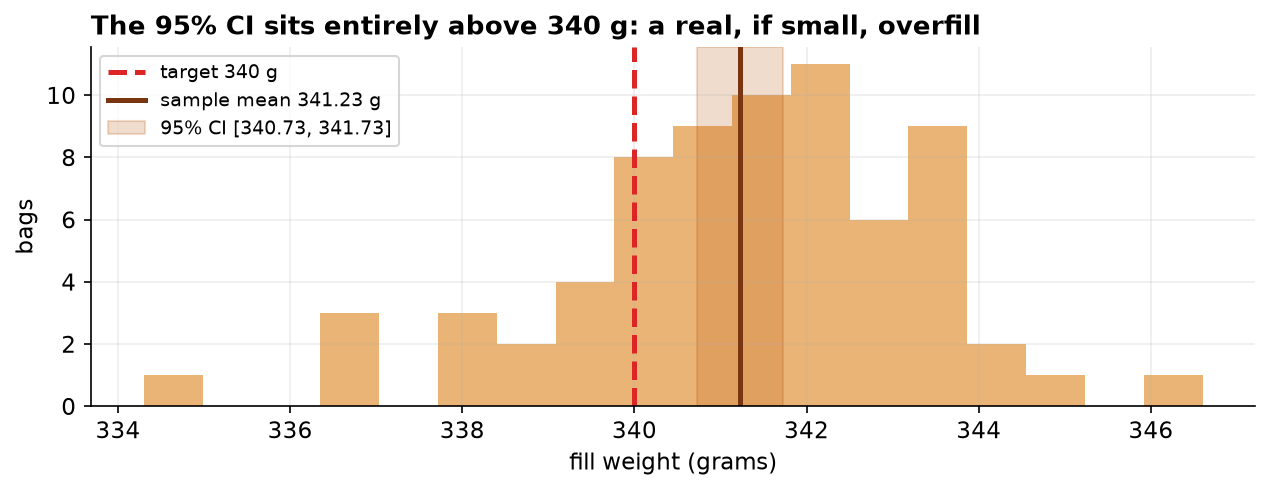 The 95% CI sits entirely above 340 g: a real, if small, overfill
target 340 g
sample mean 341.23 g
95% CI [340.73, 341.73]
bags
10
8
6
4
2
0
334 336 338 340 342 344 346
fill weight (grams)